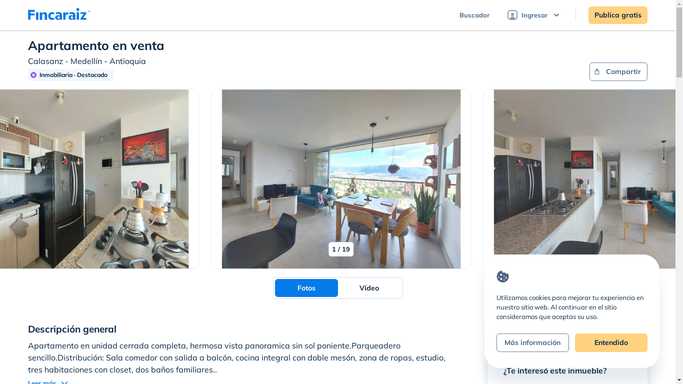 Fincaraiz
Buscador
Ingresar
Publica gratis
Apartamento en venta
Calasanz - Medellín - Antioquia
Inmobiliaria · Destacado
Compartir
1 / 19
Fotos
Video
Utilizamos cookies para mejorar tu experiencia en
nuestro sitio web. Al continuar en el sitio
consideramos que aceptas su uso.
Más información
Entendido
Descripción general
Apartamento en unidad cerrada completa, hermosa vista panoramica sin sol poniente.Parqueadero
sencillo.Distribución: Sala comedor con salida a balcón, cocina integral con doble mesón, zona de ropas, estudio,
tres habitaciones con closet, dos baños familiares..
Leer más
¿Te interesó este inmueble?